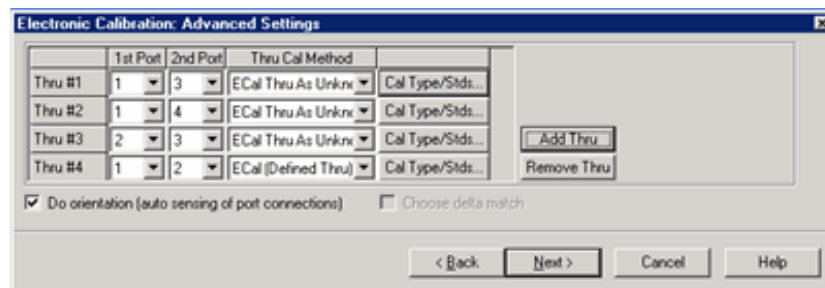 Electronic Calibration: Advanced Settings
1st Port 2nd Port Thru Cal Method
Thru #1 1 3 ECal Thru As Unkn Cal Type/Stds...
Thru #2 1 4 ECal Thru As Unkn Cal Type/Stds...
Thru #3 2 3 ECal Thru As Unkn Cal Type/Stds... Add Thru
Thru #4 1 2 ECal (Defined Thru) Cal Type/Stds... Remove Thru
Do orientation (auto sensing of port connections) Choose delta match
< Back Next > Cancel Help